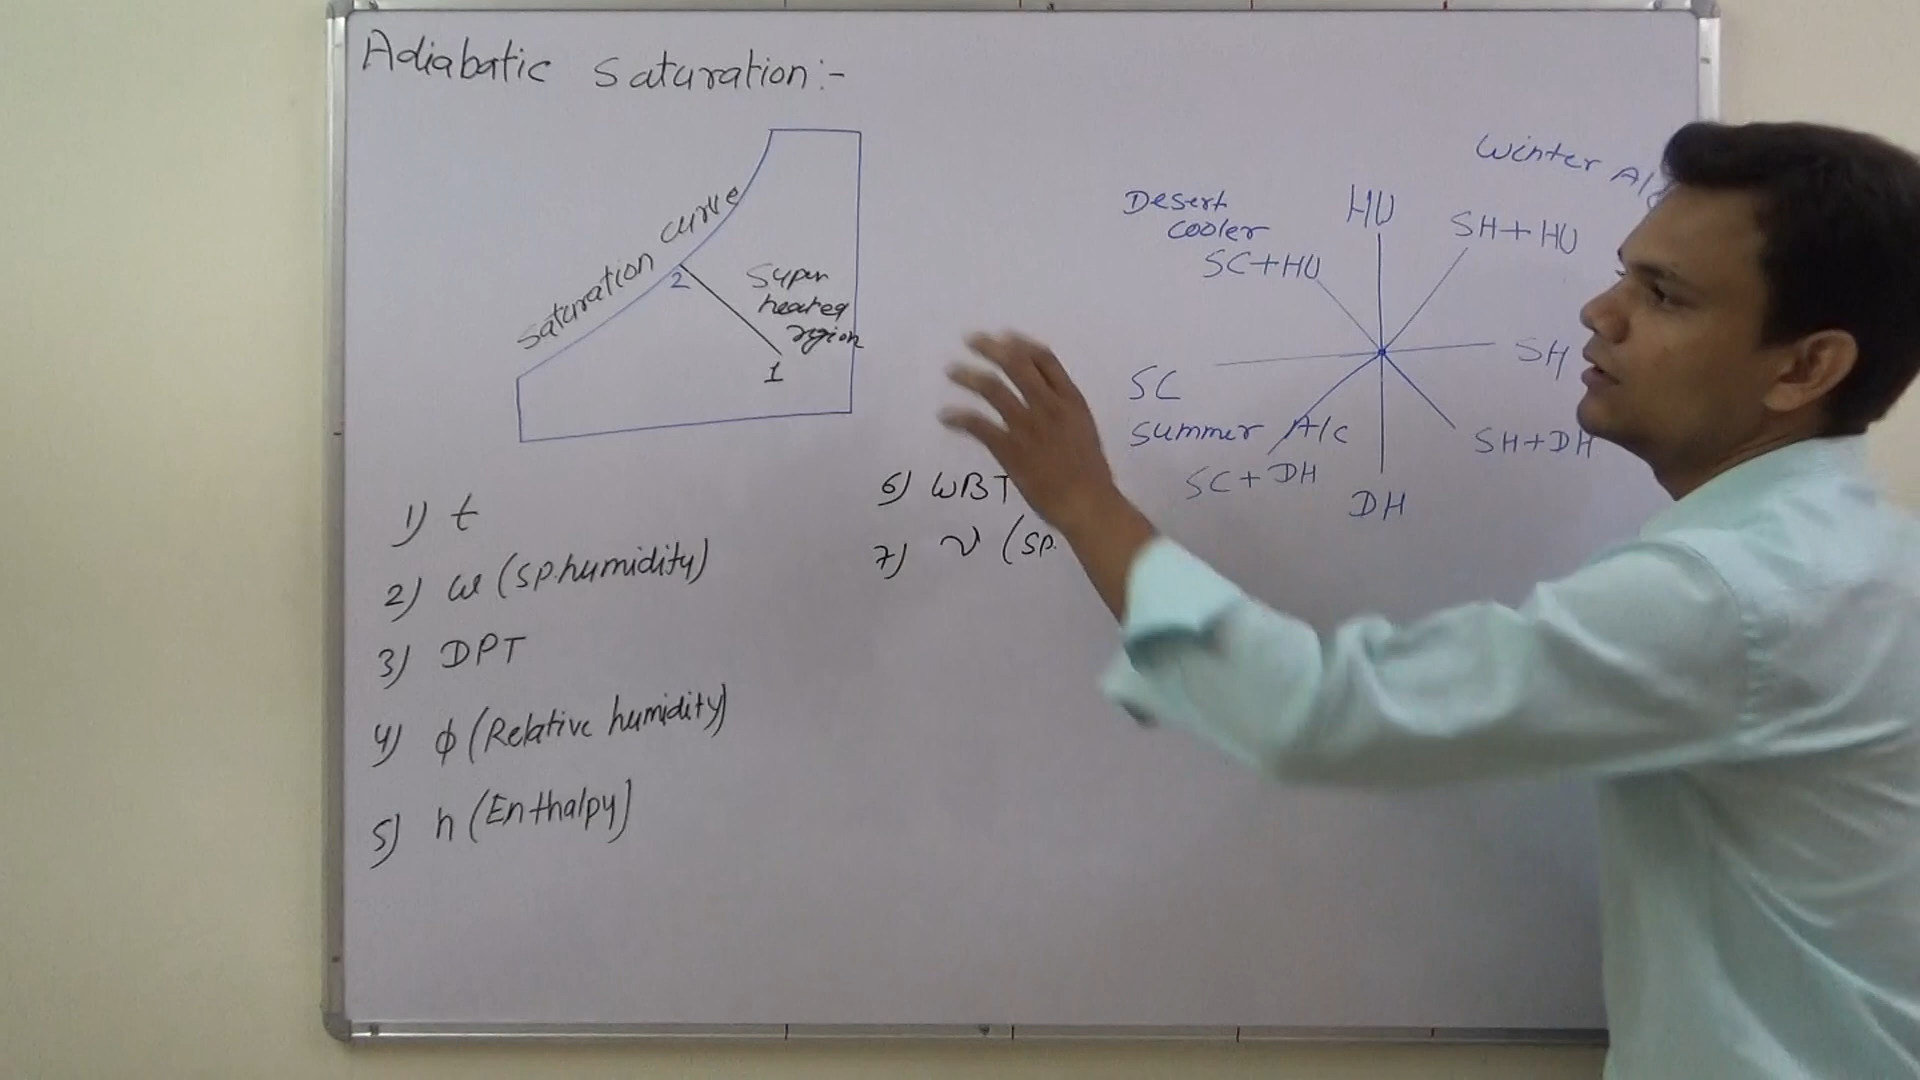 Adiabatic saturation:-
saturation curve
2
Super
heated
region
1
1) t
2) ω (sp.humidity)
3) DPT
4) ϕ (Relative humidity)
5) h (Enthalpy)
6) WBT
7) v (sp.
Winter A/c
Desert
cooler
HU
SH+HU
SC+HU
SC
SH
summer A/c
SH+DH
SC+DH
DH